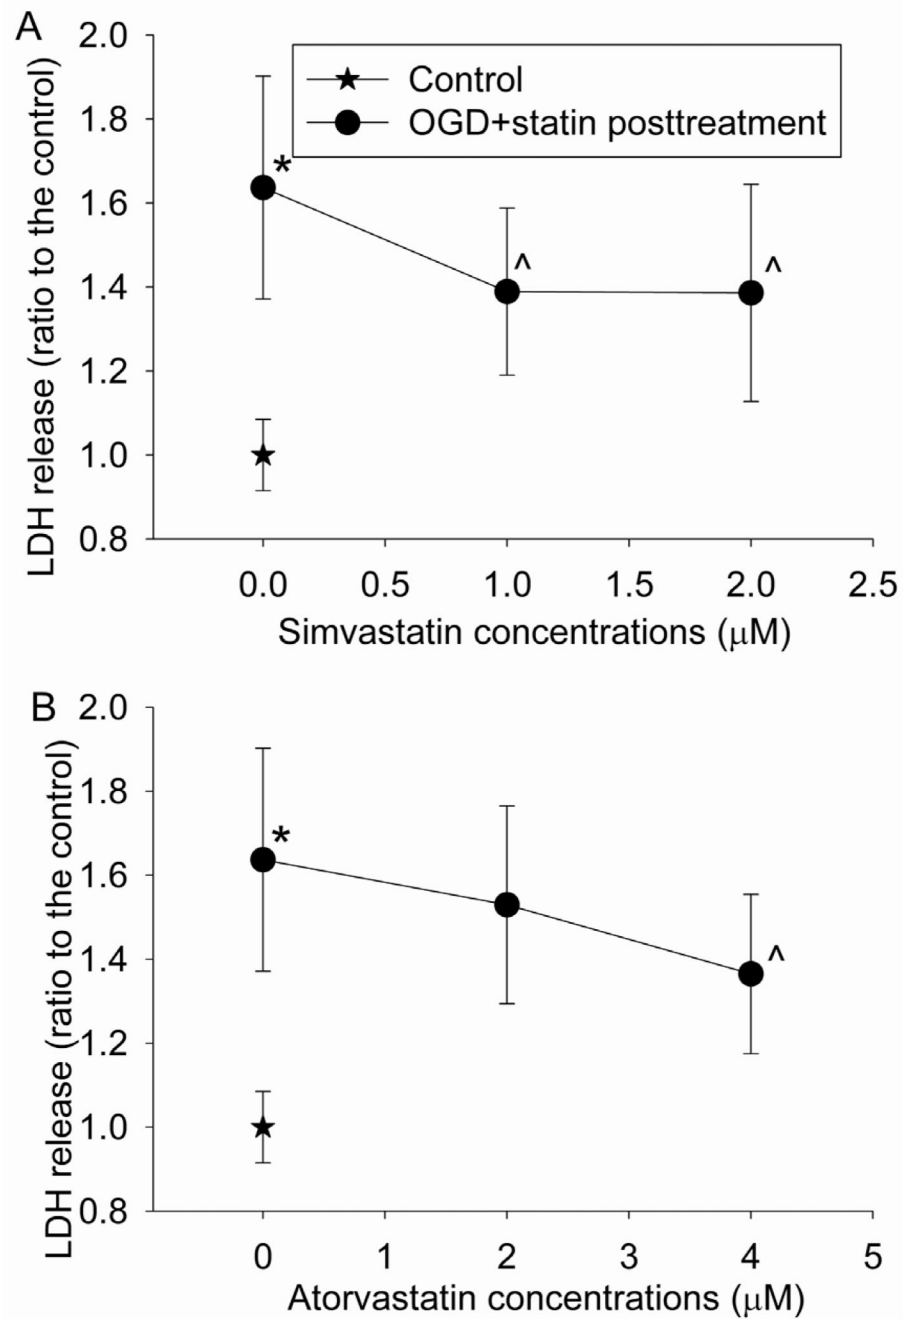 A
2.0
1.8
1.6
1.4
1.2
1.0
0.8
LDH release (ratio to the control)
Control
OGD+statin posttreatment
*
^
^
0.0 0.5 1.0 1.5 2.0 2.5
Simvastatin concentrations (μM)
B
2.0
1.8
1.6
1.4
1.2
1.0
0.8
LDH release (ratio to the control)
*
^
0 1 2 3 4 5
Atorvastatin concentrations (μM)